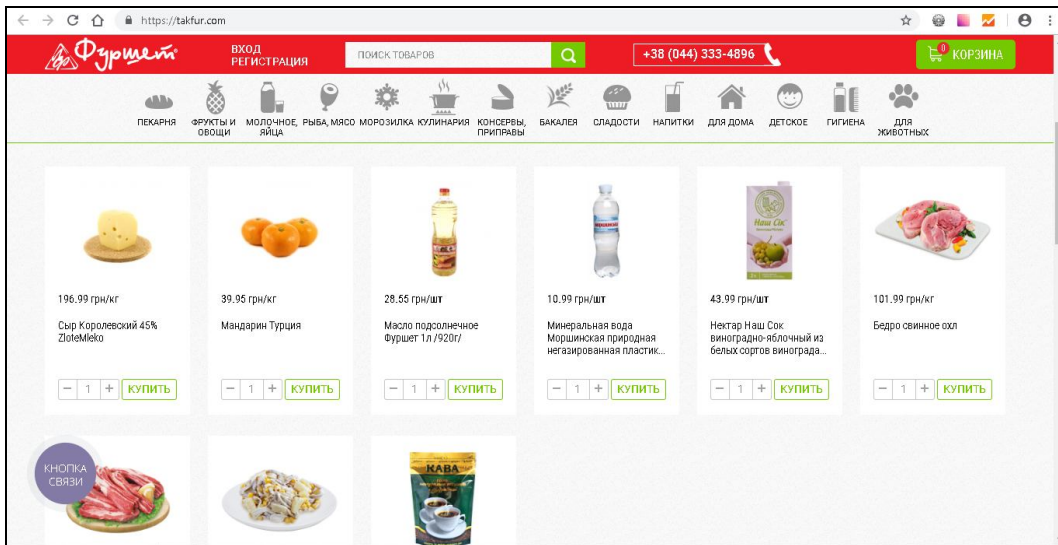 https://takfur.com
Фуршет
ВХОД
РЕГИСТРАЦИЯ
ПОИСК ТОВАРОВ
+38 (044) 333-4896
0
КОРЗИНА
ПЕКАРНЯ
ФРУКТЫ И
ОВОЩИ
МОЛОЧНОЕ,
ЯЙЦА
РЫБА, МЯСО
МОРОЗИЛКА
КУЛИНАРИЯ
КОНСЕРВЫ,
ПРИПРАВЫ
БАКАЛЕЯ
СЛАДОСТИ
НАПИТКИ
ДЛЯ ДОМА
ДЕТСКОЕ
ГИГИЕНА
ДЛЯ
ЖИВОТНЫХ
196.99 грн/кг
Сыр Королевский 45%
ZloteMleko
− 1 + КУПИТЬ
39.95 грн/кг
Мандарин Турция
− 1 + КУПИТЬ
28.55 грн/шт
Масло подсолнечное
Фуршет 1л /920г/
− 1 + КУПИТЬ
10.99 грн/шт
Минеральная вода
Моршинская природная
негазированная пластик...
− 1 + КУПИТЬ
Наш Сік
43.99 грн/шт
Нектар Наш Сок
виноградно-яблочный из
белых сортов винограда...
− 1 + КУПИТЬ
101.99 грн/кг
Бедро свинное охл
− 1 + КУПИТЬ
КНОПКА
СВЯЗИ
КАВА